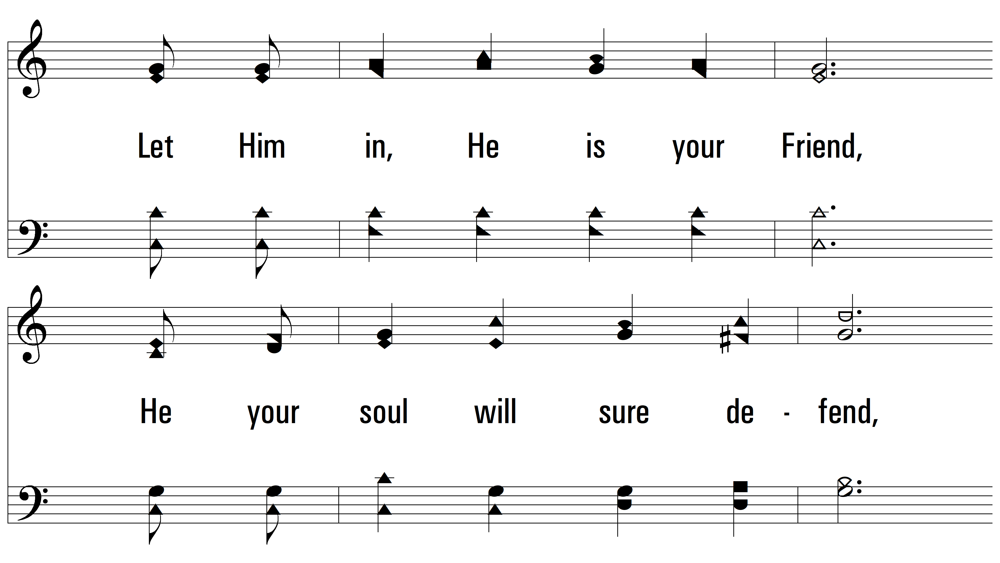 Let Him in, He is your Friend,
He your soul will sure de - fend,